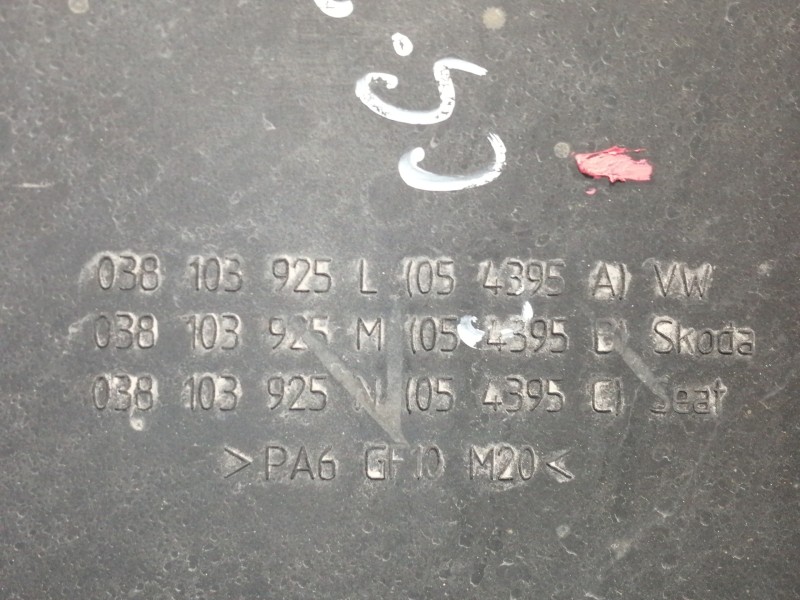 038 103 925 L (05 4395 A) VW
038 103 925 M (05 4395 B) Skoda
038 103 925 N (05 4395 C) Seat
>PA6 GF10 M20<